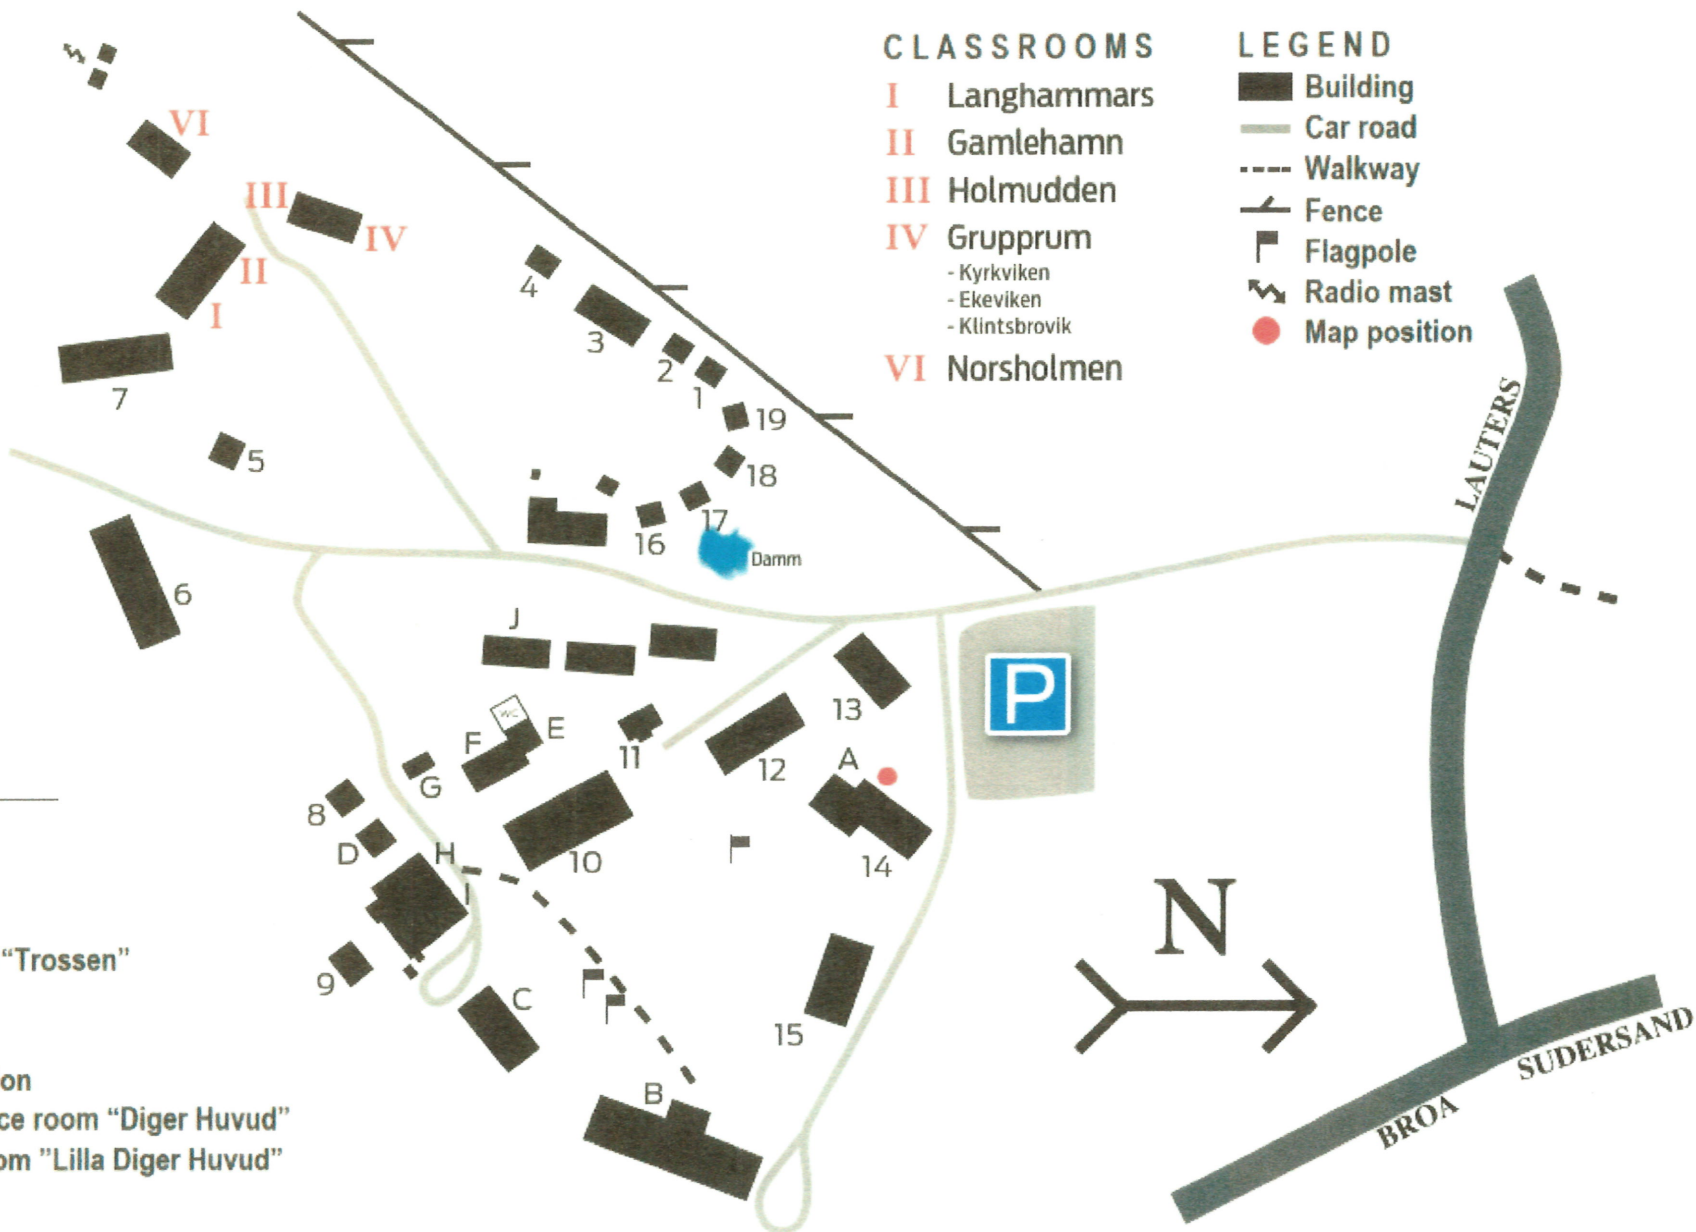 CLASSROOMS
I Langhammars
II Gamlehamn
III Holmudden
IV Grupprum
- Kyrkviken
- Ekeviken
- Klintsbrovik
VI Norsholmen
LEGEND
Building
Car road
Walkway
Fence
Flagpole
Radio mast
Map position
VI
III
IV
II
I
7
4
3
2
1
19
18
17
16
5
6
Damm
LAUTERS
J
WC
E
F
G
11
12
13
P
A
8
D
H
I
10
14
N
9
C
15
B
"Trossen"
on
ce room "Diger Huvud"
om "Lilla Diger Huvud"
BROA
SUDERSAND